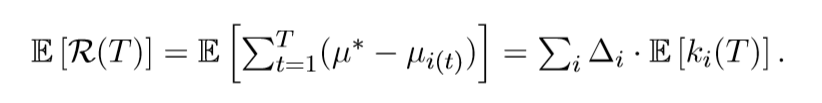 𝔼 [ℛ(T)] = 𝔼 [∑_{t=1}^{T} (μ* − μ_{i(t)})] = ∑_i Δ_i · 𝔼 [k_i(T)] .